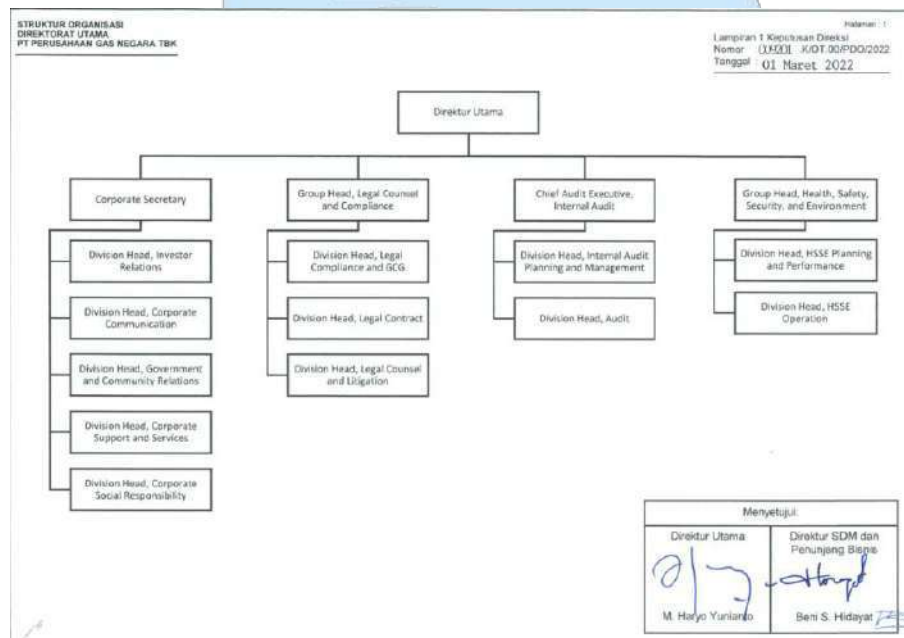 STRUKTUR ORGANISASI
DIREKTORAT UTAMA
PT PERUSAHAAN GAS NEGARA TBK
Halaman : 1
Lampiran 1 Keputusan Direksi
Nomor .K/OT.00/PDO/2022
Tanggal : 01 Maret 2022
Direktur Utama
Corporate Secretary
Division Head, Investor
Relations
Division Head, Corporate
Communication
Division Head, Government
and Community Relations
Division Head, Corporate
Support and Services
Division Head, Corporate
Social Responsibility
Group Head, Legal Counsel
and Compliance
Division Head, Legal
Compliance and GCG
Division Head, Legal Contract
Division Head, Legal Counsel
and Litigation
Chief Audit Executive,
Internal Audit
Division Head, Internal Audit
Planning and Management
Division Head, Audit
Group Head, Health, Safety,
Security, and Environment
Division Head, HSSE Planning
and Performance
Division Head, HSSE
Operation
Menyetujui:
Direktur Utama
M. Haryo Yunianto
Direktur SDM dan
Penunjang Bisnis
Beni S. Hidayat